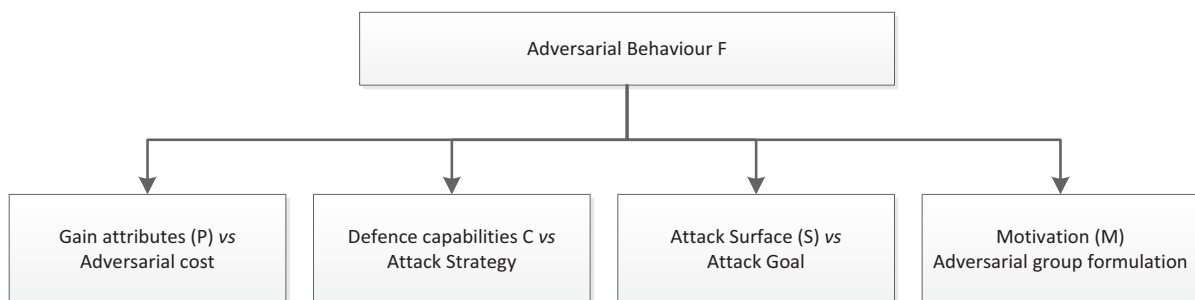 Adversarial Behaviour F
Gain attributes (P) vs
Adversarial cost
Defence capabilities C vs
Attack Strategy
Attack Surface (S) vs
Attack Goal
Motivation (M)
Adversarial group formulation